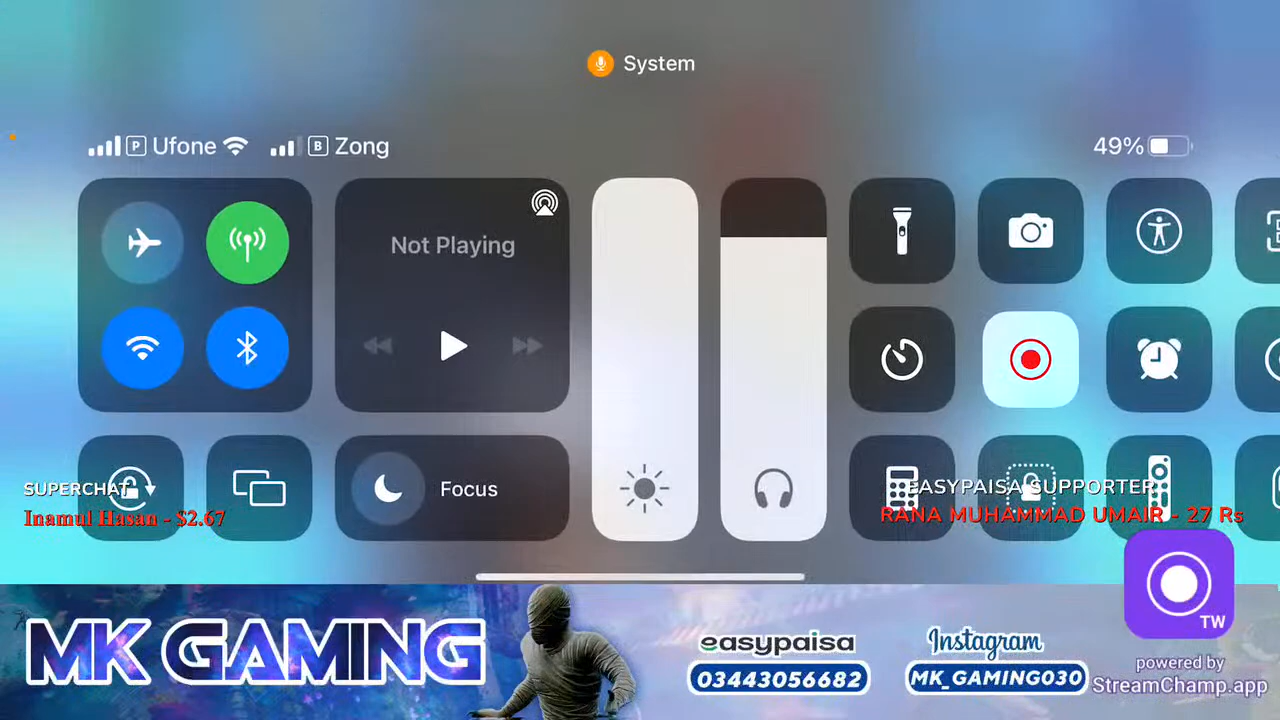 System
P Ufone B Zong 49%
Not Playing
Focus
SUPERCHAT
Inamul Hasan - $2.67
EASYPAISA SUPPORTER
RANA MUHAMMAD UMAIR - 27 Rs
TW
MK GAMING
easypaisa
03443056682
Instagram
MK_GAMING030
powered by
StreamChamp.app